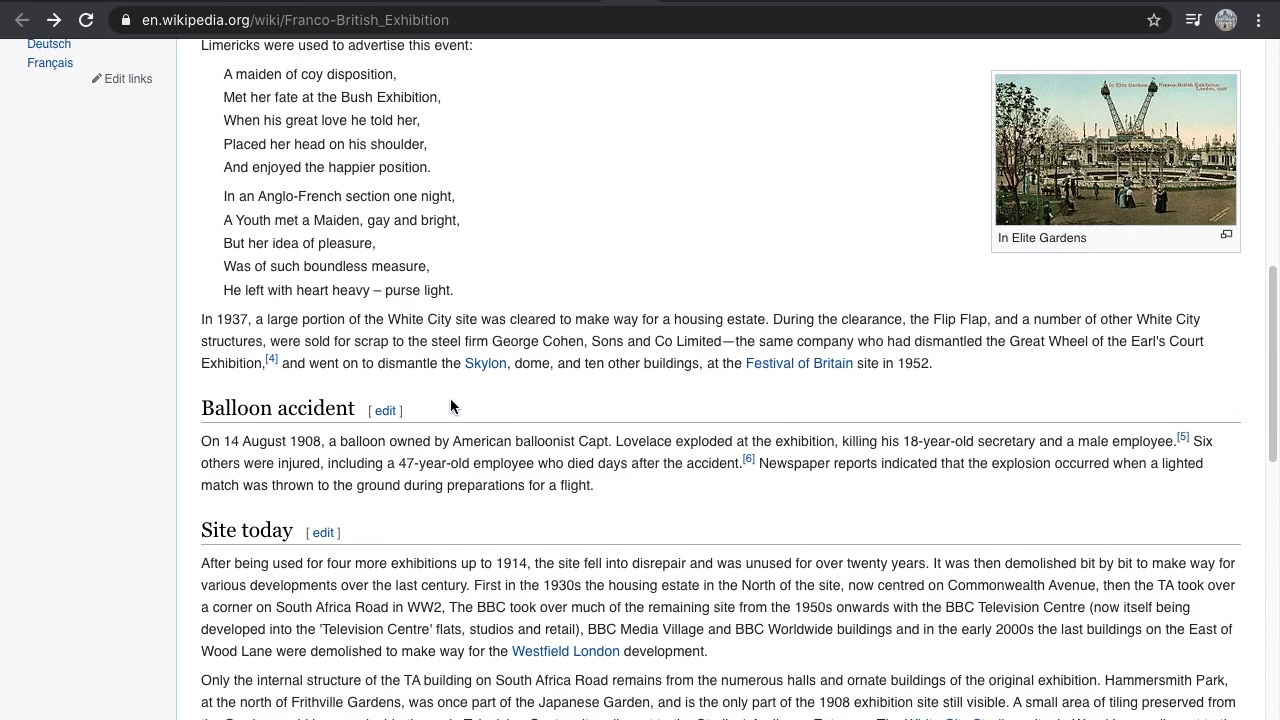 en.wikipedia.org/wiki/Franco-British_Exhibition
Deutsch
Français
Edit links
Limericks were used to advertise this event:
A maiden of coy disposition,
Met her fate at the Bush Exhibition,
When his great love he told her,
Placed her head on his shoulder,
And enjoyed the happier position.
In an Anglo-French section one night,
A Youth met a Maiden, gay and bright,
But her idea of pleasure,
Was of such boundless measure,
He left with heart heavy – purse light.
In Elite Gardens Franco-British Exhibition,
London, 1908
In Elite Gardens
In 1937, a large portion of the White City site was cleared to make way for a housing estate. During the clearance, the Flip Flap, and a number of other White City
structures, were sold for scrap to the steel firm George Cohen, Sons and Co Limited—the same company who had dismantled the Great Wheel of the Earl's Court
Exhibition,[4] and went on to dismantle the Skylon, dome, and ten other buildings, at the Festival of Britain site in 1952.
Balloon accident [ edit ]
On 14 August 1908, a balloon owned by American balloonist Capt. Lovelace exploded at the exhibition, killing his 18-year-old secretary and a male employee.[5] Six
others were injured, including a 47-year-old employee who died days after the accident.[6] Newspaper reports indicated that the explosion occurred when a lighted
match was thrown to the ground during preparations for a flight.
Site today [ edit ]
After being used for four more exhibitions up to 1914, the site fell into disrepair and was unused for over twenty years. It was then demolished bit by bit to make way for
various developments over the last century. First in the 1930s the housing estate in the North of the site, now centred on Commonwealth Avenue, then the TA took over
a corner on South Africa Road in WW2, The BBC took over much of the remaining site from the 1950s onwards with the BBC Television Centre (now itself being
developed into the 'Television Centre' flats, studios and retail), BBC Media Village and BBC Worldwide buildings and in the early 2000s the last buildings on the East of
Wood Lane were demolished to make way for the Westfield London development.
Only the internal structure of the TA building on South Africa Road remains from the numerous halls and ornate buildings of the original exhibition. Hammersmith Park,
at the north of Frithville Gardens, was once part of the Japanese Garden, and is the only part of the 1908 exhibition site still visible. A small area of tiling preserved from